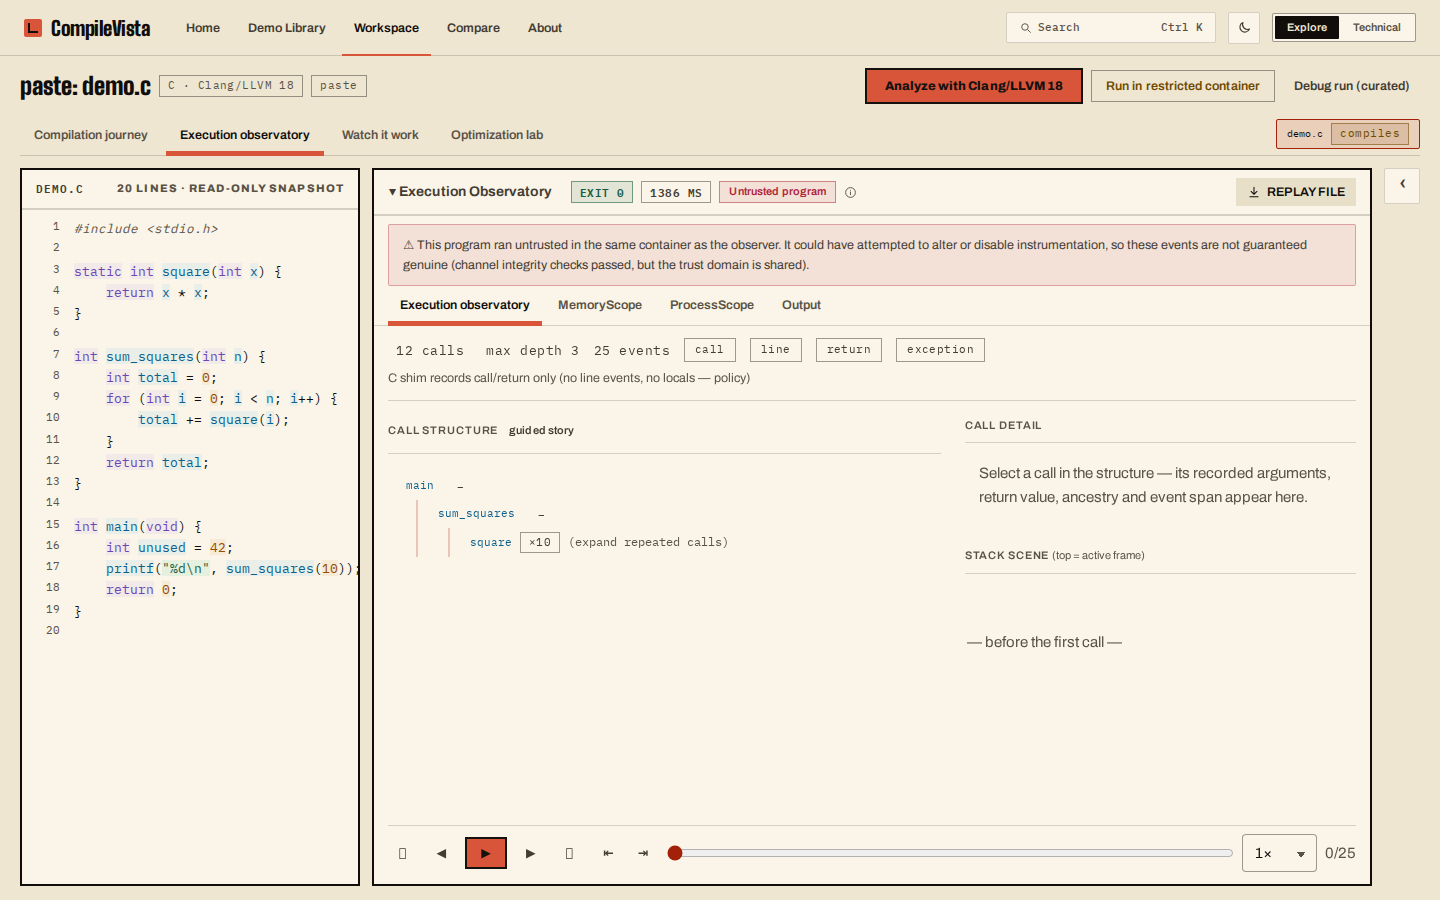 CompileVista Home Demo Library Workspace Compare About Search Ctrl K Explore Technical
paste: demo.c C · Clang/LLVM 18 paste Analyze with Clang/LLVM 18 Run in restricted container Debug run (curated)
Compilation journey Execution observatory Watch it work Optimization lab demo.c compiles
DEMO.C 20 LINES · READ-ONLY SNAPSHOT
1 #include <stdio.h>
2
3 static int square(int x) {
4     return x * x;
5 }
6
7 int sum_squares(int n) {
8     int total = 0;
9     for (int i = 0; i < n; i++) {
10         total += square(i);
11     }
12     return total;
13 }
14
15 int main(void) {
16     int unused = 42;
17     printf("%d\n", sum_squares(10));
18     return 0;
19 }
20
▾ Execution Observatory EXIT 0 1386 MS Untrusted program REPLAY FILE
⚠ This program ran untrusted in the same container as the observer. It could have attempted to alter or disable instrumentation, so these events are not guaranteed
genuine (channel integrity checks passed, but the trust domain is shared).
Execution observatory MemoryScope ProcessScope Output
12 calls max depth 3 25 events call line return exception
C shim records call/return only (no line events, no locals — policy)
CALL STRUCTURE guided story
main –
sum_squares –
square ×10 (expand repeated calls)
CALL DETAIL
Select a call in the structure — its recorded arguments,
return value, ancestry and event span appear here.
STACK SCENE (top = active frame)
— before the first call —
◀ ▶ ▶ ⇤ ⇥ 1× 0/25